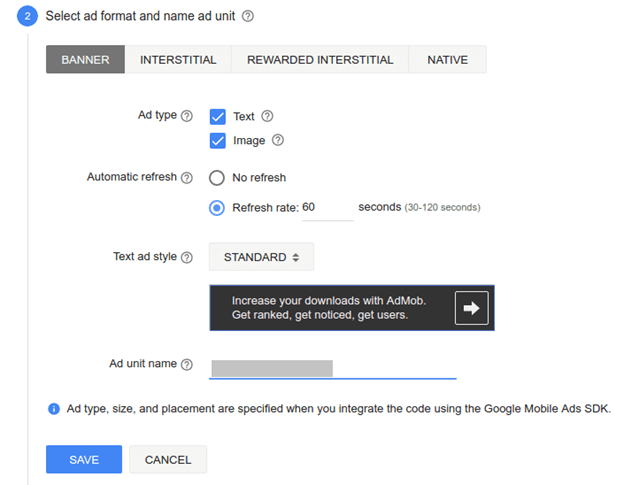 2 Select ad format and name ad unit ?
BANNER INTERSTITIAL REWARDED INTERSTITIAL NATIVE
Ad type ? Text ?
Image ?
Automatic refresh ? No refresh
Refresh rate: 60 seconds (30-120 seconds)
Text ad style ? STANDARD
Increase your downloads with AdMob.
Get ranked, get noticed, get users.
Ad unit name ?
i Ad type, size, and placement are specified when you integrate the code using the Google Mobile Ads SDK.
SAVE CANCEL